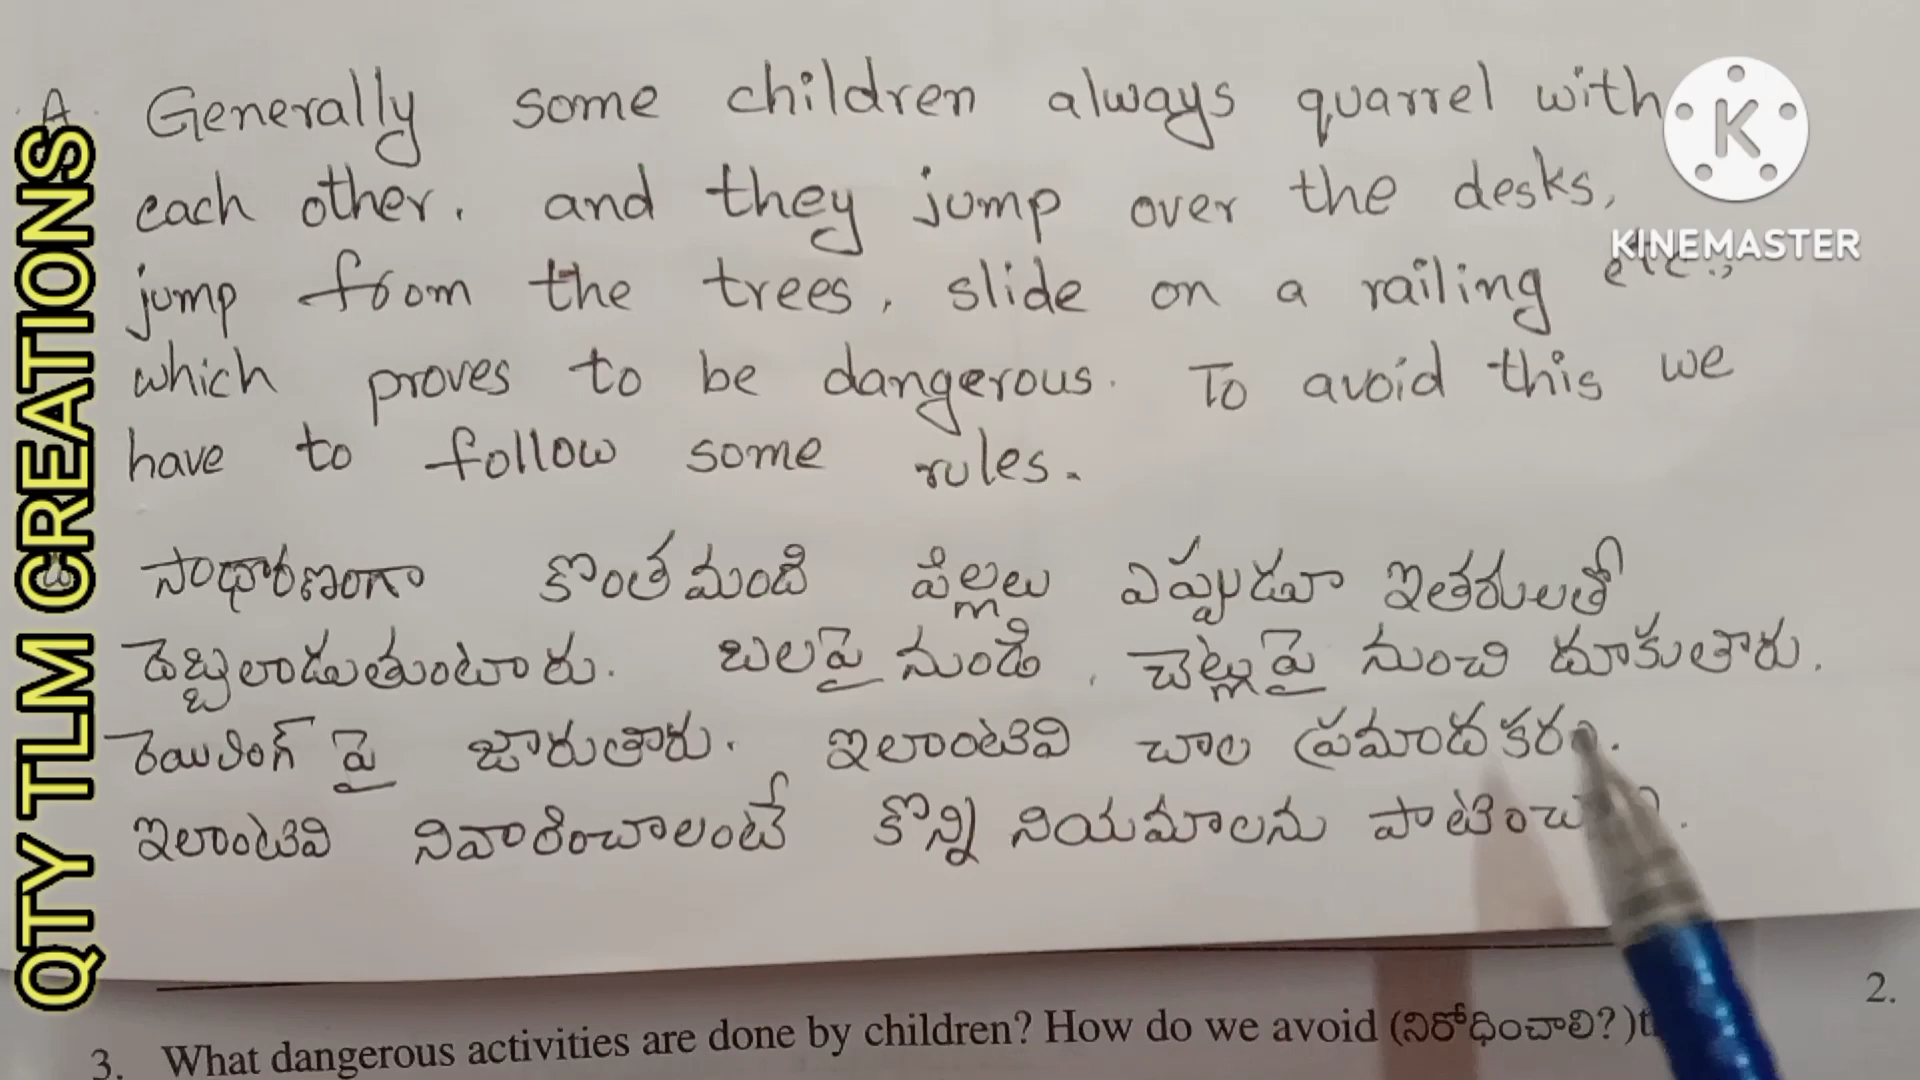 A. Generally some children always quarrel with
each other. and they jump over the desks,
jump from the trees, slide on a railing etc.,
which proves to be dangerous. To avoid this we
have to follow some rules.
సాధారణంగా కొంతమంది పిల్లలు ఎప్పుడూ ఇతరులతో
దెబ్బలాడుతుంటారు. బలపై నుండి, చెట్లుపై నుంచి దూకుతారు.
రెయిలింగ్ పై జారుతారు. ఇలాంటివి చాల ప్రమాదకరం.
ఇలాంటివి నివారించాలంటే కొన్ని నియమాలను
3. What dangerous activities are done by children? How do we avoid (నిరోధించాలి?)
2.
QTY TLM CREATIONS
K
KINEMASTER